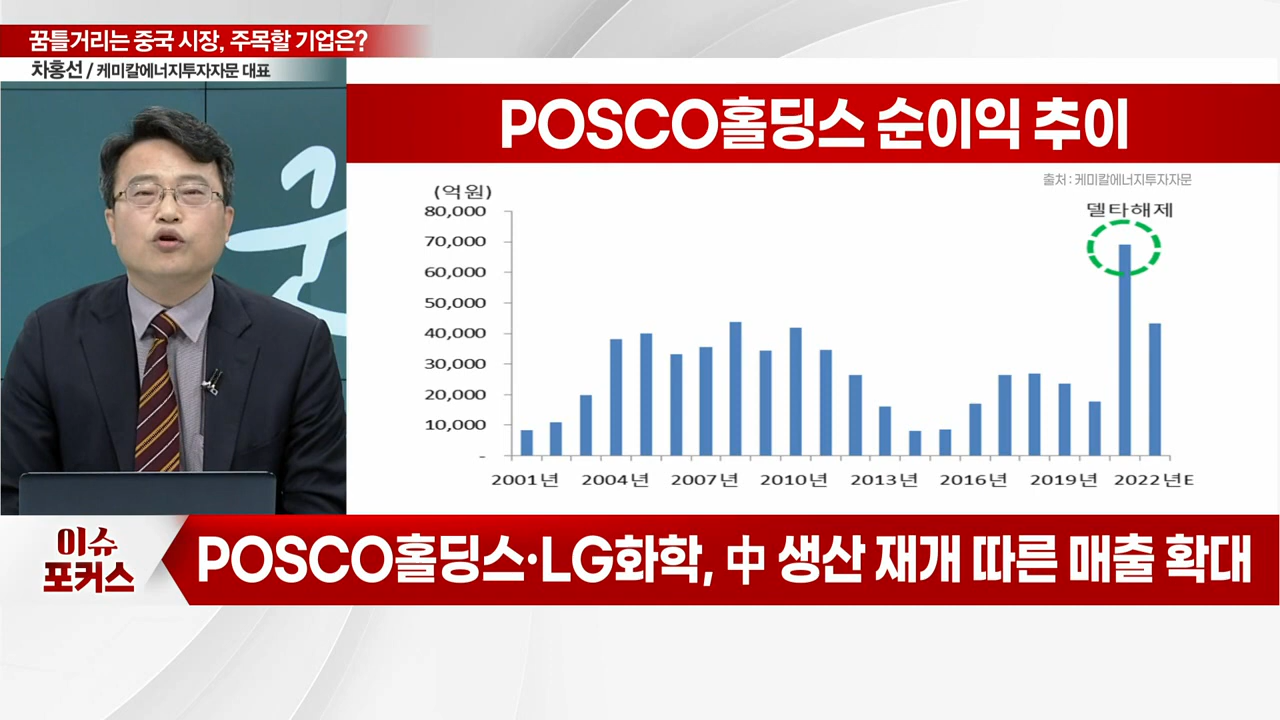 꿈틀거리는 중국 시장, 주목할 기업은?
차홍선 / 케미칼에너지투자자문 대표
POSCO홀딩스 순이익 추이
출처 : 케미칼에너지투자자문
(억원)
델타해제
80,000
70,000
60,000
50,000
40,000
30,000
20,000
10,000
-
2001년 2004년 2007년 2010년 2013년 2016년 2019년 2022년E
이슈
포커스
POSCO홀딩스·LG화학, 中 생산 재개 따른 매출 확대